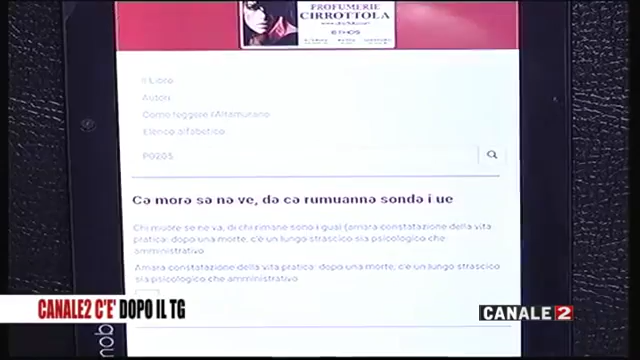 PROFUMERIE
CIRROTTOLA
ETHOS
Il Libro
Autori
Come leggere l'Altamurano
Elenco alfabetico
P0205
Cə morə sə nə ve, də cə rumuannə sondə i ue
Chi muore se ne va, di chi rimane sono i guai (amara constatazione della vita
pratica: dopo una morte, c'è un lungo strascico sia psicologico che
amministrativo
Amara constatazione della vita pratica: dopo una morte, c'è un lungo strascico
sia psicologico che amministrativo
CANALE2 C'E' DOPO IL TG
CANALE 2
mob